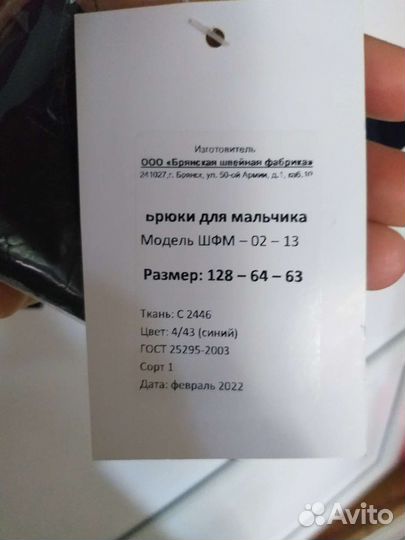 Изготовитель
ООО «Брянская швейная фабрика»
241027,г. Брянск, ул. 50-ой Армии, д.1, каб.10
Брюки для мальчика
Модель ШФМ – 02 – 13
Размер: 128 – 64 – 63
Ткань: С 2446
Цвет: 4/43 (синий)
ГОСТ 25295-2003
Сорт 1
Дата: февраль 2022
Avito